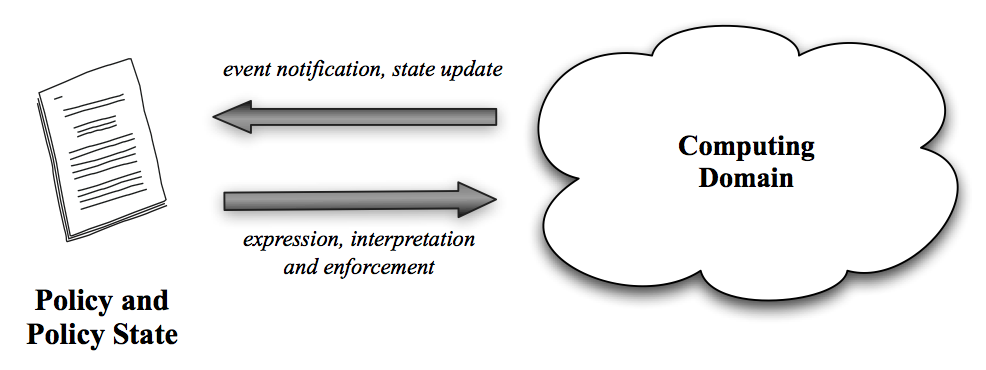 event notification, state update
Computing
Domain
expression, interpretation
and enforcement
Policy and
Policy State